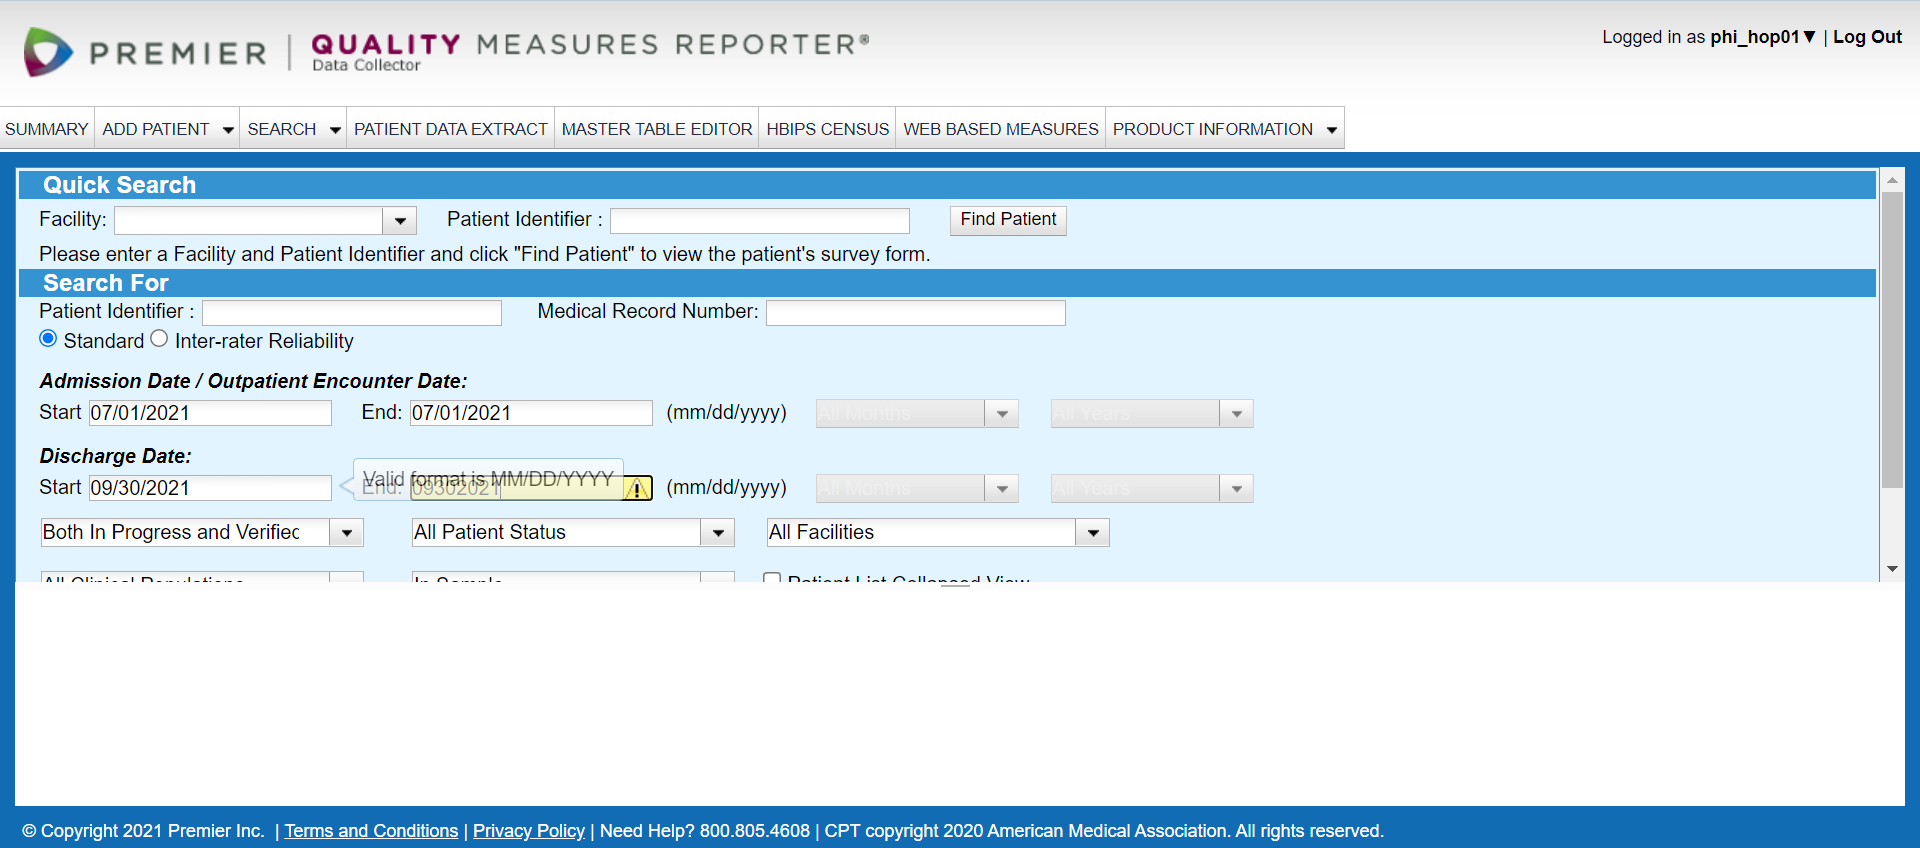 PREMIER | QUALITY MEASURES REPORTER®
Data Collector
Logged in as phi_hop01▼ | Log Out
SUMMARY ADD PATIENT SEARCH PATIENT DATA EXTRACT MASTER TABLE EDITOR HBIPS CENSUS WEB BASED MEASURES PRODUCT INFORMATION
Quick Search
Facility: Patient Identifier : Find Patient
Please enter a Facility and Patient Identifier and click "Find Patient" to view the patient's survey form.
Search For
Patient Identifier : Medical Record Number:
Standard Inter-rater Reliability
Admission Date / Outpatient Encounter Date:
Start 07/01/2021 End: 07/01/2021 (mm/dd/yyyy) All Months All Years
Discharge Date:
Valid format is MM/DD/YYYY
Start 09/30/2021 End: 09302021 (mm/dd/yyyy) All Months All Years
Both In Progress and Verified All Patient Status All Facilities
All Clinical Populations In Sample Patient List Collapsed View
© Copyright 2021 Premier Inc. | Terms and Conditions | Privacy Policy | Need Help? 800.805.4608 | CPT copyright 2020 American Medical Association. All rights reserved.